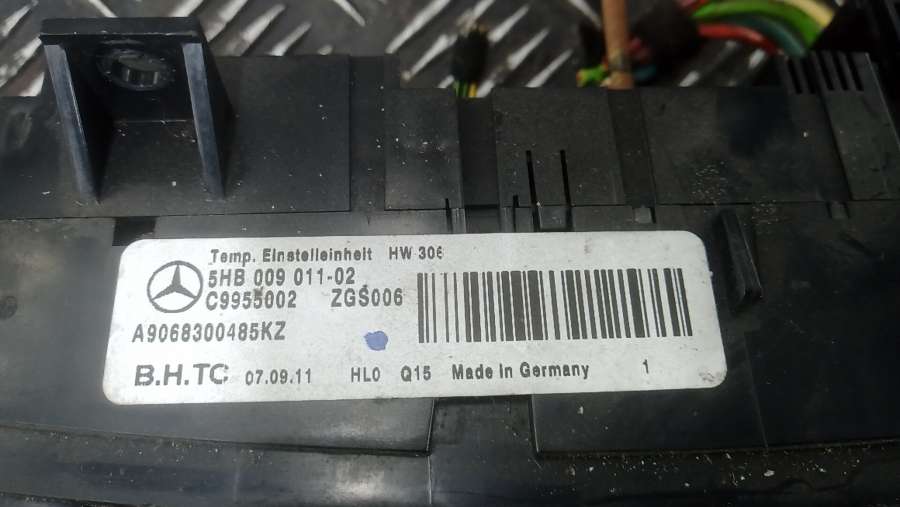 Temp. Einstelleinheit HW 306
5HB 009 011-02
C9955002 ZGS006
A9068300485KZ
B.H.TC 07.09.11 HL0 Q15 Made in Germany 1